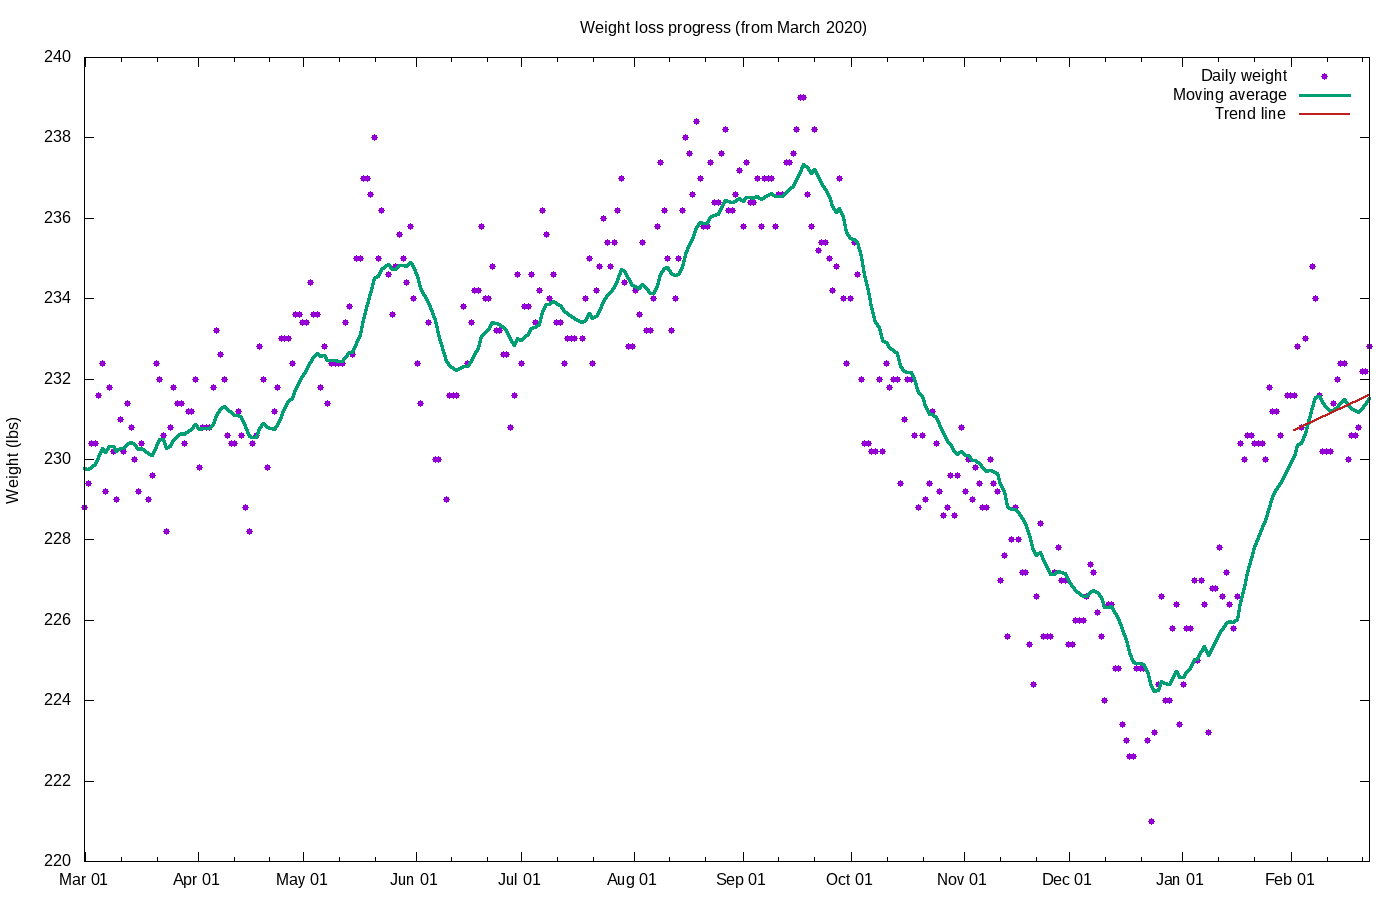 Weight loss progress (from March 2020)
Daily weight
Moving average
Trend line
Weight (lbs)
240
238
236
234
232
230
228
226
224
222
220
Mar 01 Apr 01 May 01 Jun 01 Jul 01 Aug 01 Sep 01 Oct 01 Nov 01 Dec 01 Jan 01 Feb 01